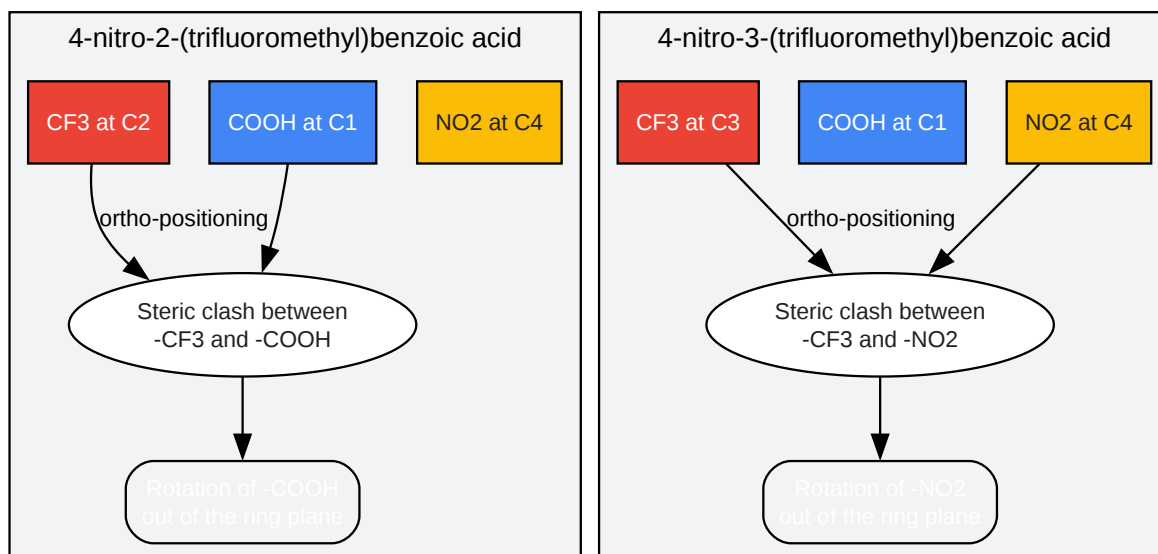 4-nitro-2-(trifluoromethyl)benzoic acid
CF3 at C2
COOH at C1
NO2 at C4
ortho-positioning
Steric clash between
-CF3 and -COOH
Rotation of -COOH
out of the ring plane
4-nitro-3-(trifluoromethyl)benzoic acid
CF3 at C3
COOH at C1
NO2 at C4
ortho-positioning
Steric clash between
-CF3 and -NO2
Rotation of -NO2
out of the ring plane